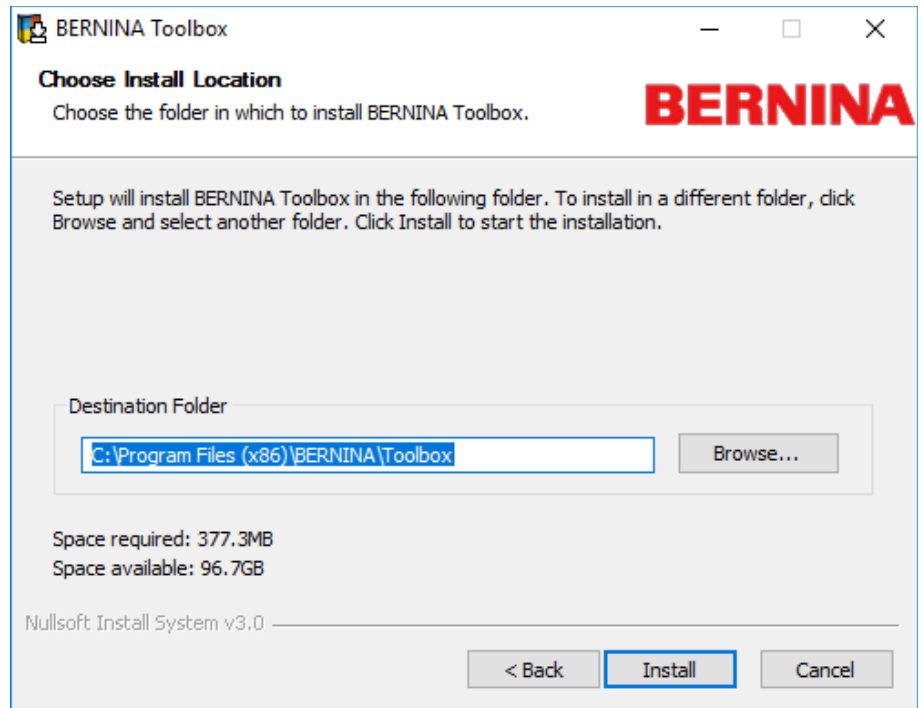 BERNINA Toolbox
Choose Install Location
Choose the folder in which to install BERNINA Toolbox.
BERNINA
Setup will install BERNINA Toolbox in the following folder. To install in a different folder, click
Browse and select another folder. Click Install to start the installation.
Destination Folder
C:\Program Files (x86)\BERNINA\Toolbox
Browse...
Space required: 377.3MB
Space available: 96.7GB
Nullsoft Install System v3.0
< Back
Install
Cancel